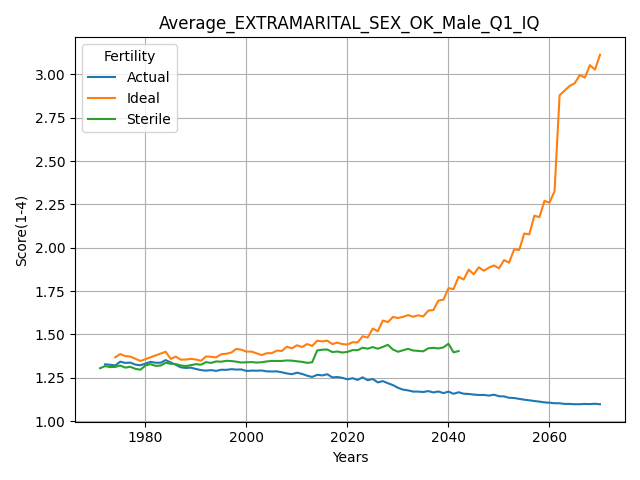 Average_EXTRAMARITAL_SEX_OK_Male_Q1_IQ
Fertility
Actual
Ideal
Sterile
Score(1-4)
3.00
2.75
2.50
2.25
2.00
1.75
1.50
1.25
1.00
1980 2000 2020 2040 2060
Years